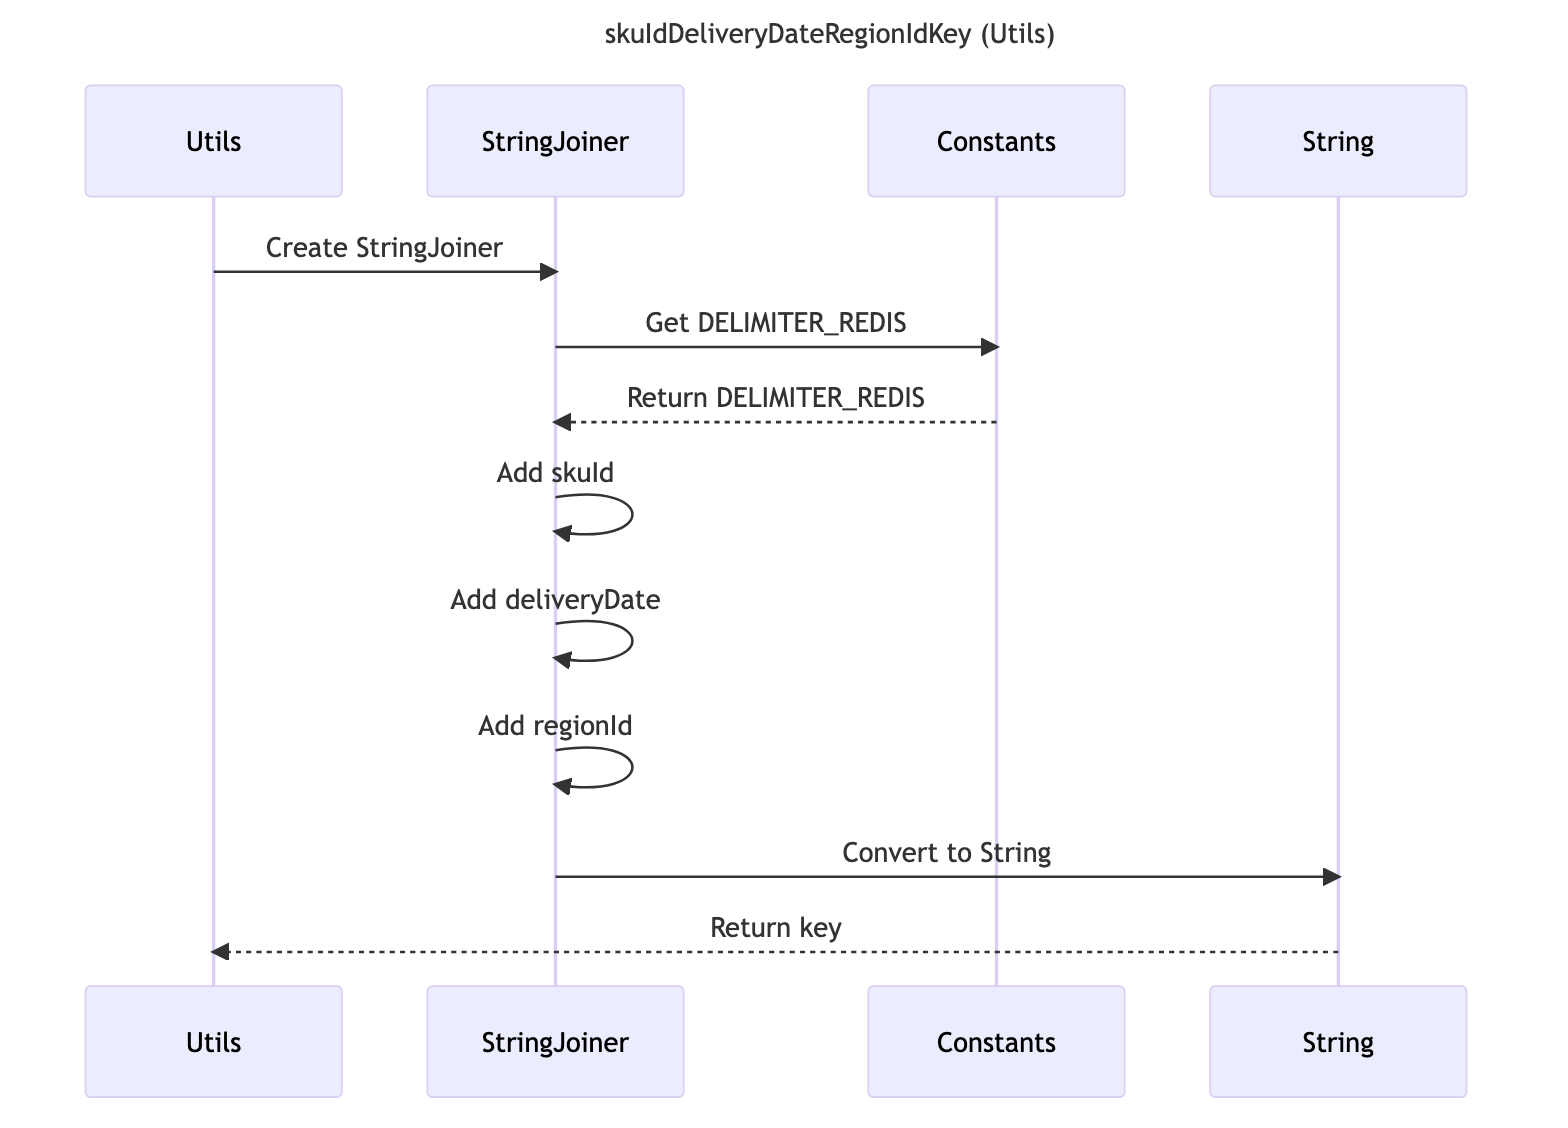 skuIdDeliveryDateRegionIdKey (Utils)
Utils
StringJoiner
Constants
String
Create StringJoiner
Get DELIMITER_REDIS
Return DELIMITER_REDIS
Add skuId
Add deliveryDate
Add regionId
Convert to String
Return key
Utils
StringJoiner
Constants
String